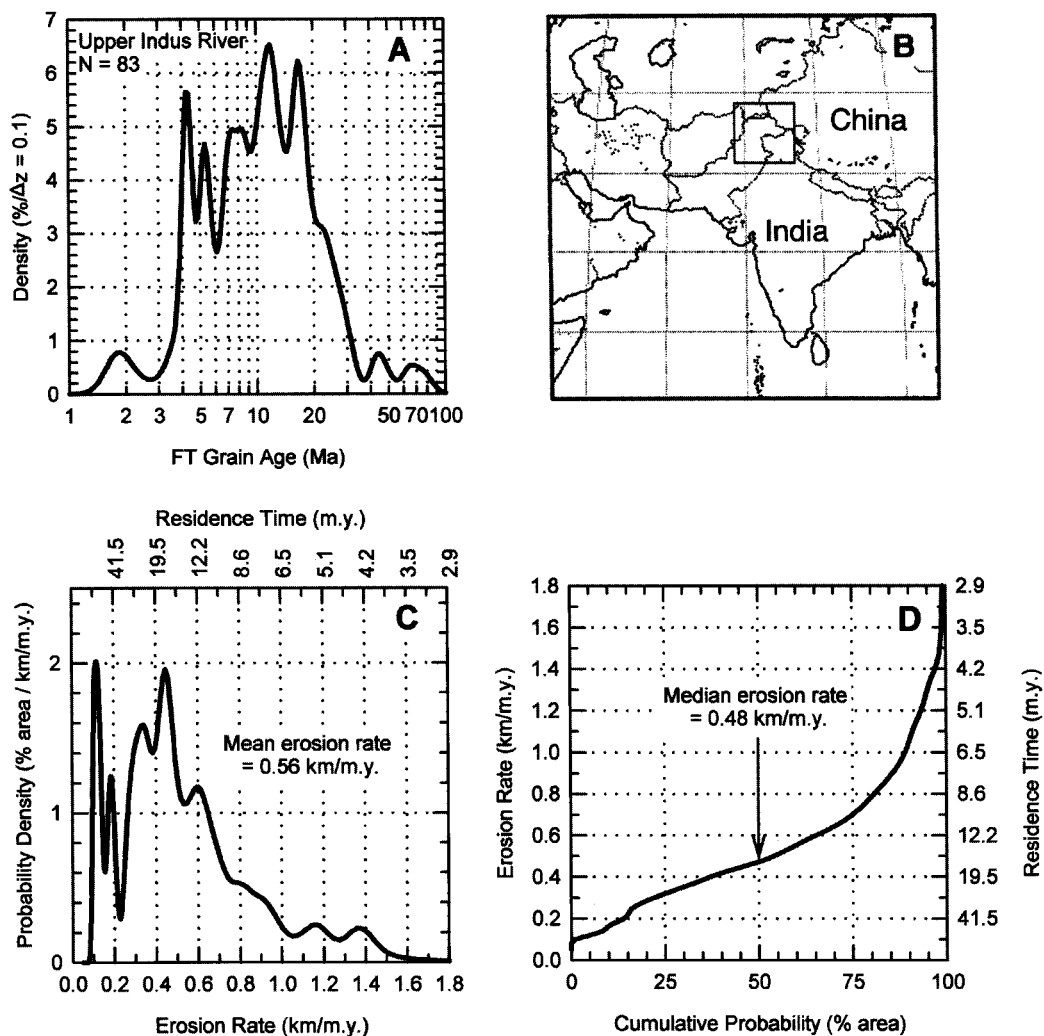 A
Upper Indus River
N = 83
Density (%/Δz = 0.1)
7
6
5
4
3
2
1
0
1 2 3 5 7 10 20 50 70 100
FT Grain Age (Ma)
B
China
India
Residence Time (m.y.)
41.5 19.5 12.2 8.6 6.5 5.1 4.2 3.5 2.9
C
Probability Density (% area / km/m.y.)
2
1
0
Mean erosion rate
= 0.56 km/m.y.
0.0 0.2 0.4 0.6 0.8 1.0 1.2 1.4 1.6 1.8
Erosion Rate (km/m.y.)
D
Erosion Rate (km/m.y.)
1.8
1.6
1.4
1.2
1.0
0.8
0.6
0.4
0.2
0.0
Median erosion rate
= 0.48 km/m.y.
2.9
3.5
4.2
5.1
6.5
8.6
12.2
19.5
41.5
Residence Time (m.y.)
0 25 50 75 100
Cumulative Probability (% area)